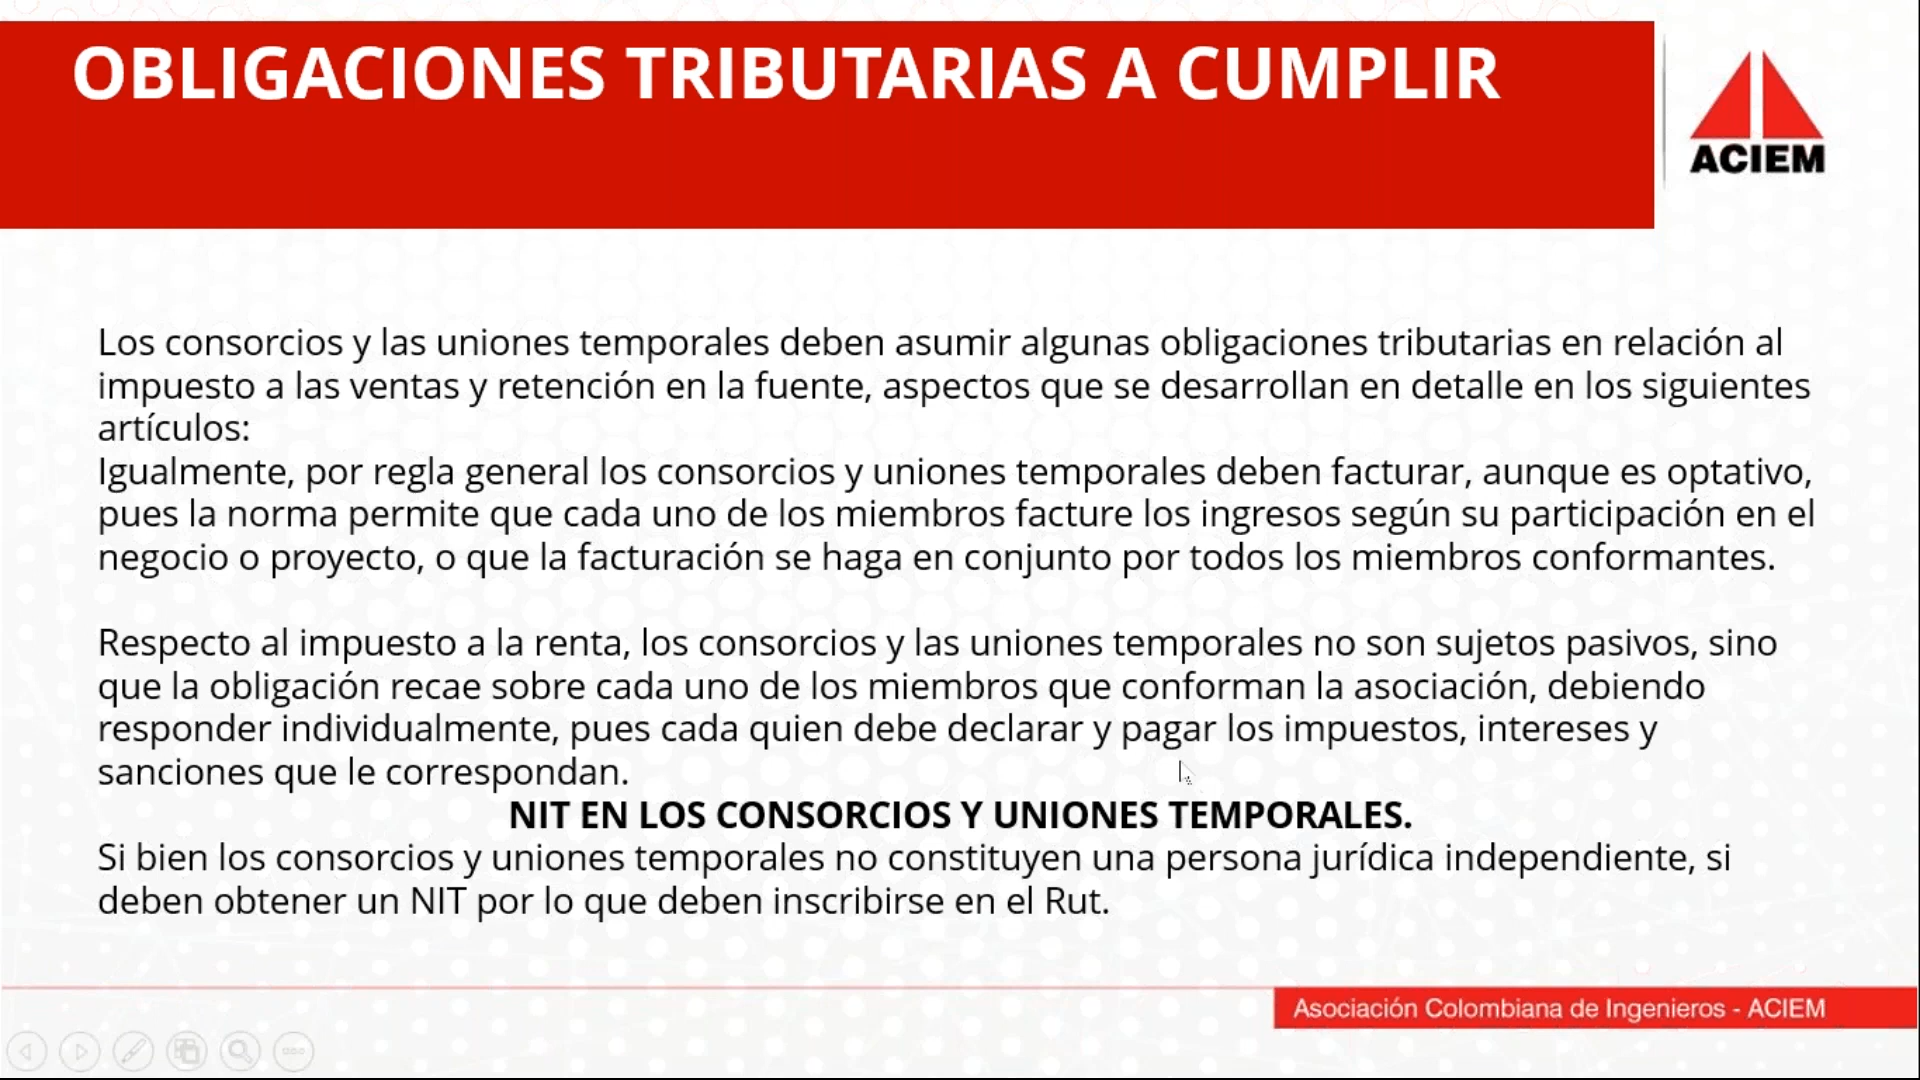 OBLIGACIONES TRIBUTARIAS A CUMPLIR
ACIEM
Los consorcios y las uniones temporales deben asumir algunas obligaciones tributarias en relación al
impuesto a las ventas y retención en la fuente, aspectos que se desarrollan en detalle en los siguientes
artículos:
Igualmente, por regla general los consorcios y uniones temporales deben facturar, aunque es optativo,
pues la norma permite que cada uno de los miembros facture los ingresos según su participación en el
negocio o proyecto, o que la facturación se haga en conjunto por todos los miembros conformantes.
Respecto al impuesto a la renta, los consorcios y las uniones temporales no son sujetos pasivos, sino
que la obligación recae sobre cada uno de los miembros que conforman la asociación, debiendo
responder individualmente, pues cada quien debe declarar y pagar los impuestos, intereses y
sanciones que le correspondan.
NIT EN LOS CONSORCIOS Y UNIONES TEMPORALES.
Si bien los consorcios y uniones temporales no constituyen una persona jurídica independiente, si
deben obtener un NIT por lo que deben inscribirse en el Rut.
Asociación Colombiana de Ingenieros - ACIEM